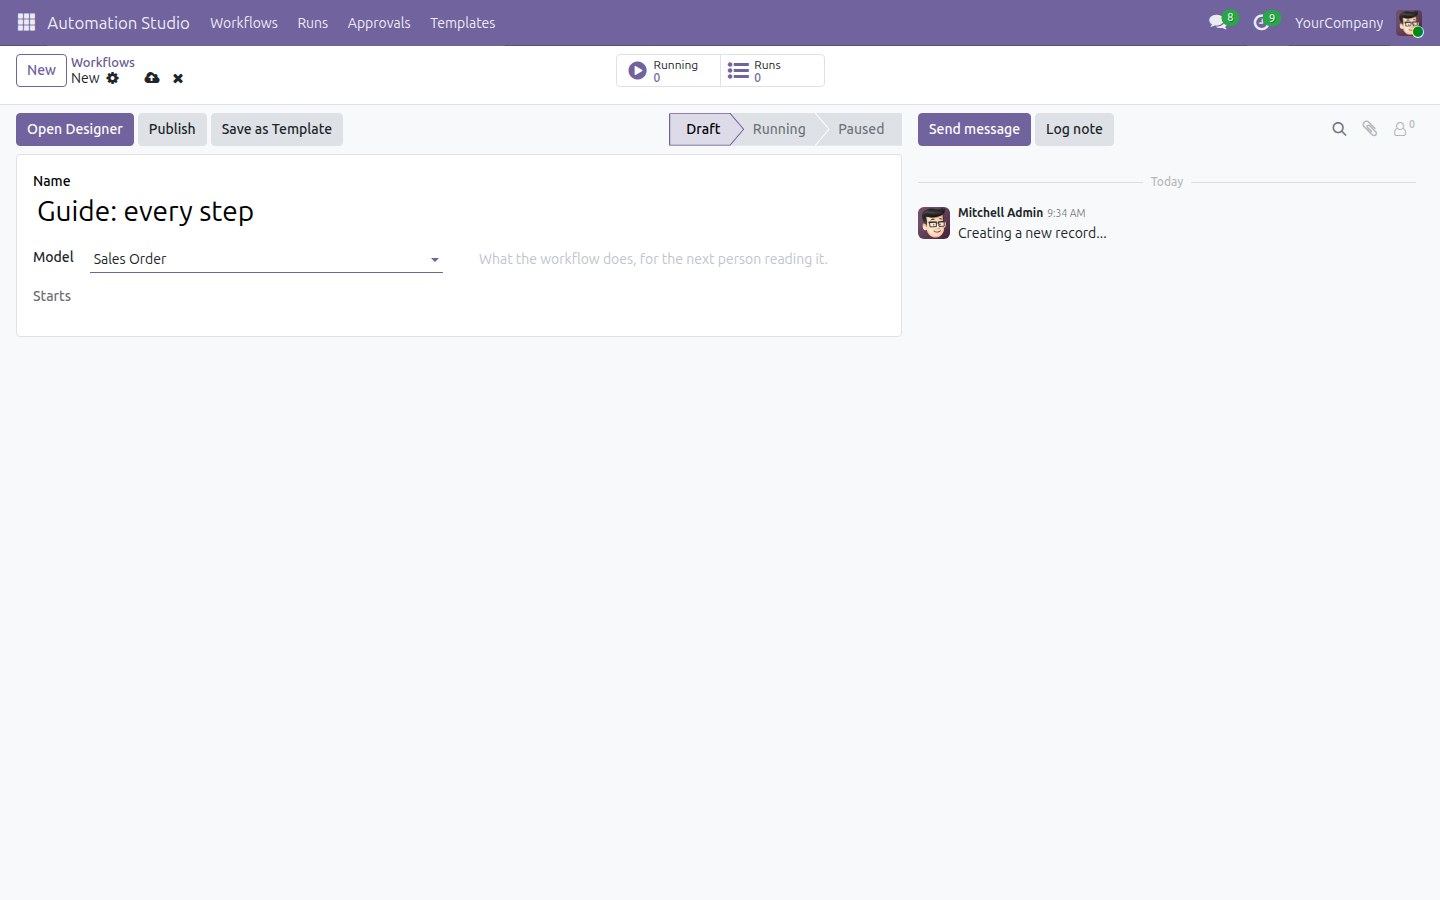 Automation Studio Workflows Runs Approvals Templates 8 9 YourCompany
New Workflows
New
Running
0
Runs
0
Open Designer Publish Save as Template Draft Running Paused Send message Log note 0
Name
Guide: every step
Model Sales Order What the workflow does, for the next person reading it.
Starts
Today
Mitchell Admin 9:34 AM
Creating a new record...